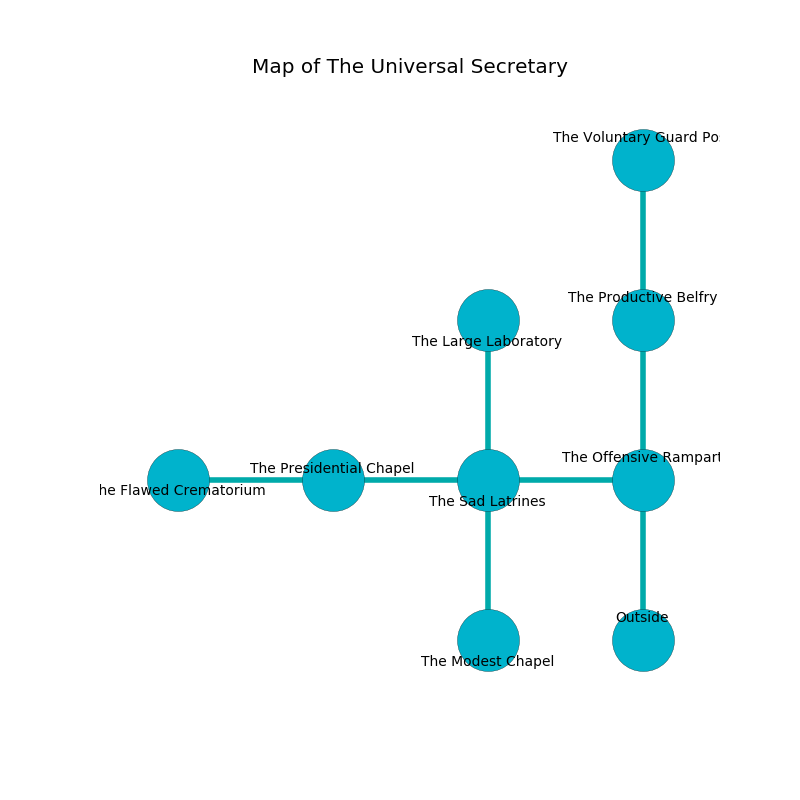 Map of The Universal Secretary
The Voluntary Guard Po
The Productive Belfry
The Large Laboratory
The Offensive Rampart
The Presidential Chapel
he Flawed Crematorium
The Sad Latrines
Outside
The Modest Chapel